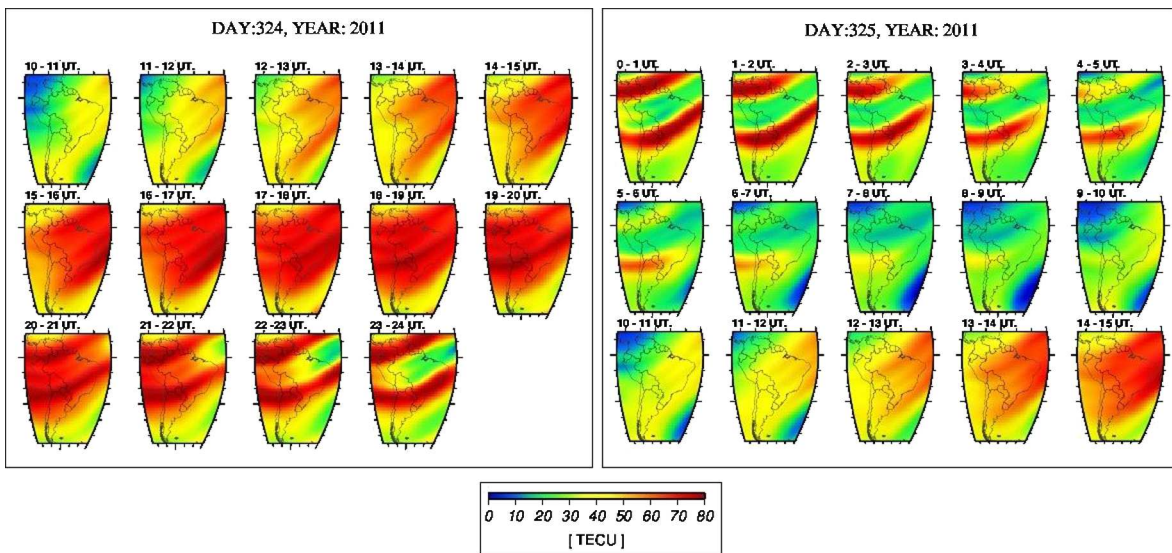 DAY:324, YEAR: 2011
10 - 11 UT.
11 - 12 UT.
12 - 13 UT.
13 - 14 UT.
14 - 15 UT.
15 - 16 UT.
16 - 17 UT.
17 - 18 UT.
18 - 19 UT.
19 - 20 UT.
20 - 21 UT.
21 - 22 UT.
22 - 23 UT.
23 - 24 UT.
DAY:325, YEAR: 2011
0 - 1 UT.
1 - 2 UT.
2 - 3 UT.
3 - 4 UT.
4 - 5 UT.
5 - 6 UT.
6 - 7 UT.
7 - 8 UT.
8 - 9 UT.
9 - 10 UT.
10 - 11 UT.
11 - 12 UT.
12 - 13 UT.
13 - 14 UT.
14 - 15 UT.
0 10 20 30 40 50 60 70 80
[ TECU ]